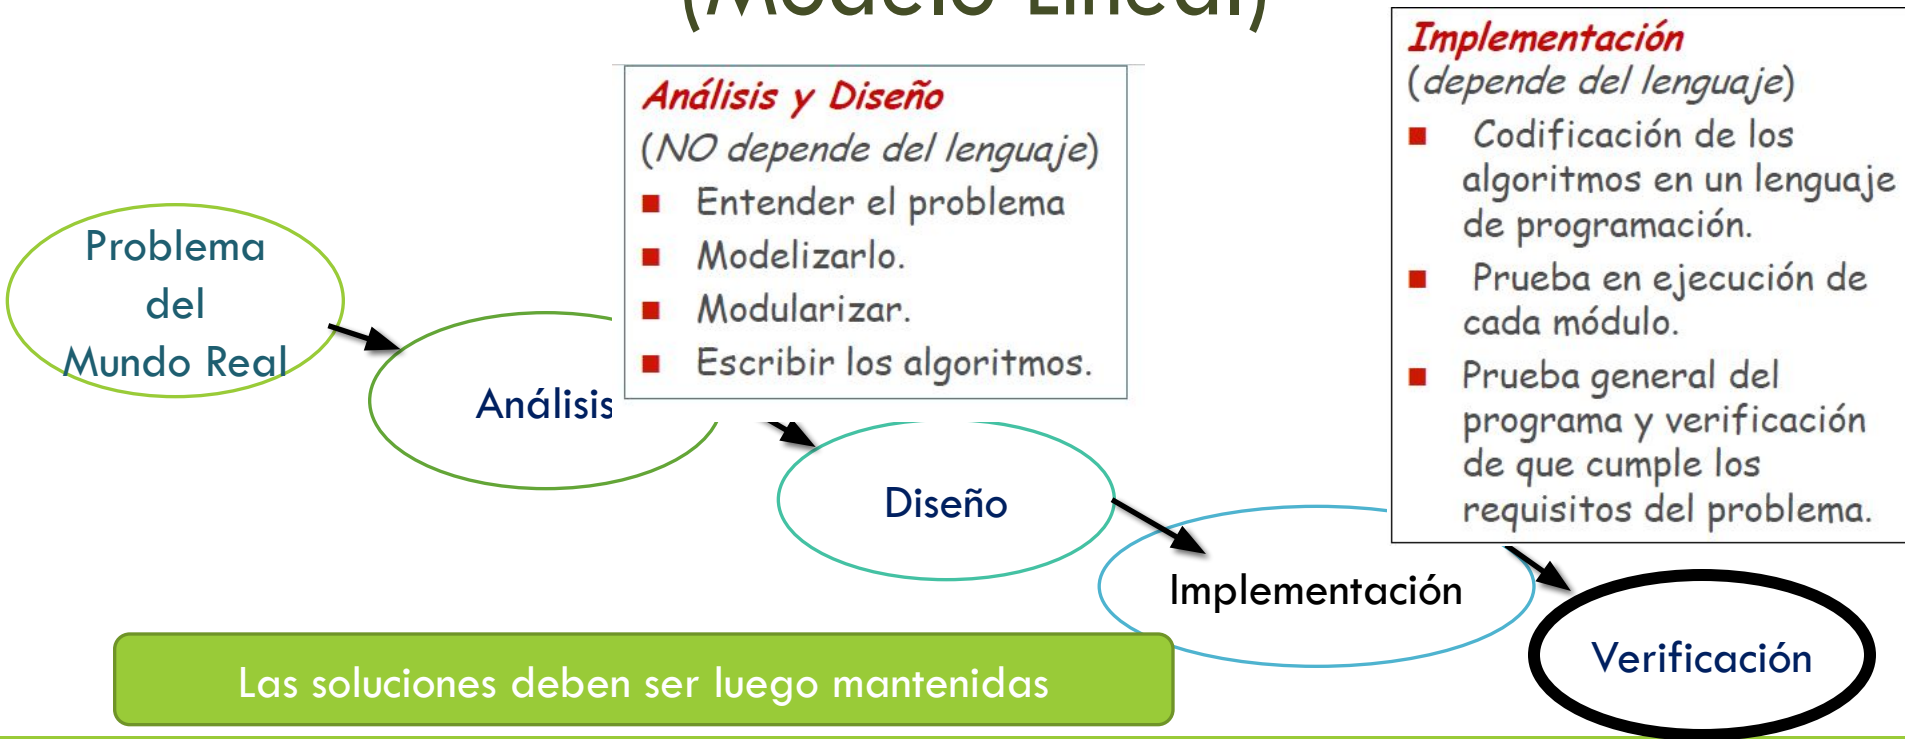 (Modelo Lineal)
Análisis y Diseño
(NO depende del lenguaje)
■ Entender el problema
■ Modelizarlo.
■ Modularizar.
■ Escribir los algoritmos.
Implementación
(depende del lenguaje)
■ Codificación de los
algoritmos en un lenguaje
de programación.
■ Prueba en ejecución de
cada módulo.
■ Prueba general del
programa y verificación
de que cumple los
requisitos del problema.
Problema
del
Mundo Real
Análisis
Diseño
Implementación
Verificación
Las soluciones deben ser luego mantenidas